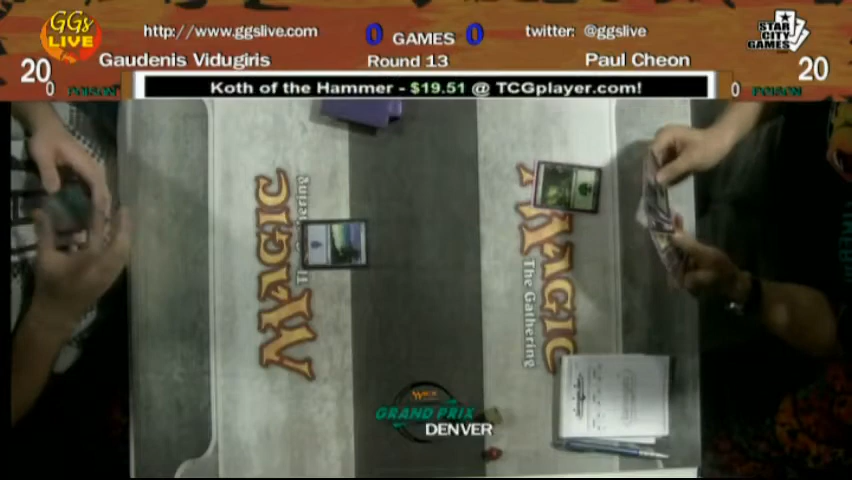 GGs
LIVE
http://www.ggslive.com
0 GAMES 0
twitter: @ggslive
STAR
CITY
GAMES
20
Gaudenis Vidugiris
Round 13
Paul Cheon
20
0 POISON
Koth of the Hammer - $19.51 @ TCGplayer.com!
0 POISON
MAGIC
The Gathering
MAGIC
The Gathering
GRAND PRIX
DENVER